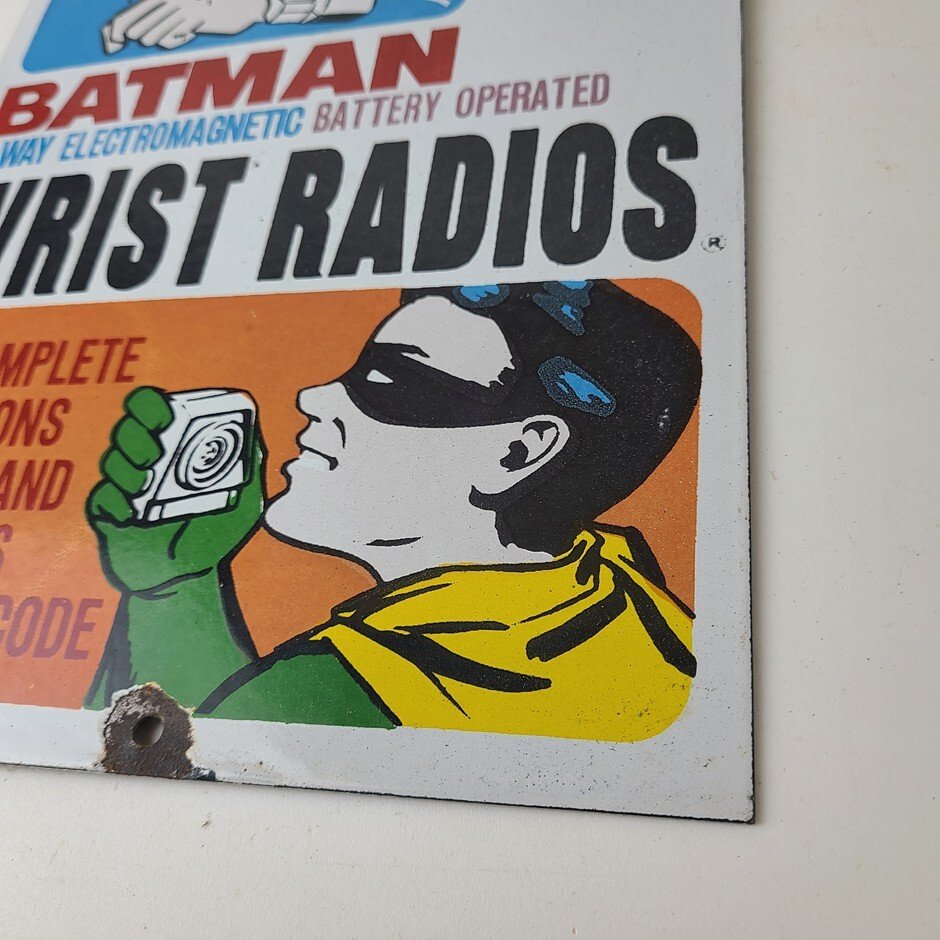 BATMAN
WAY ELECTROMAGNETIC BATTERY OPERATED
WRIST RADIOS ®
MPLETE
ONS
AND
S
CODE